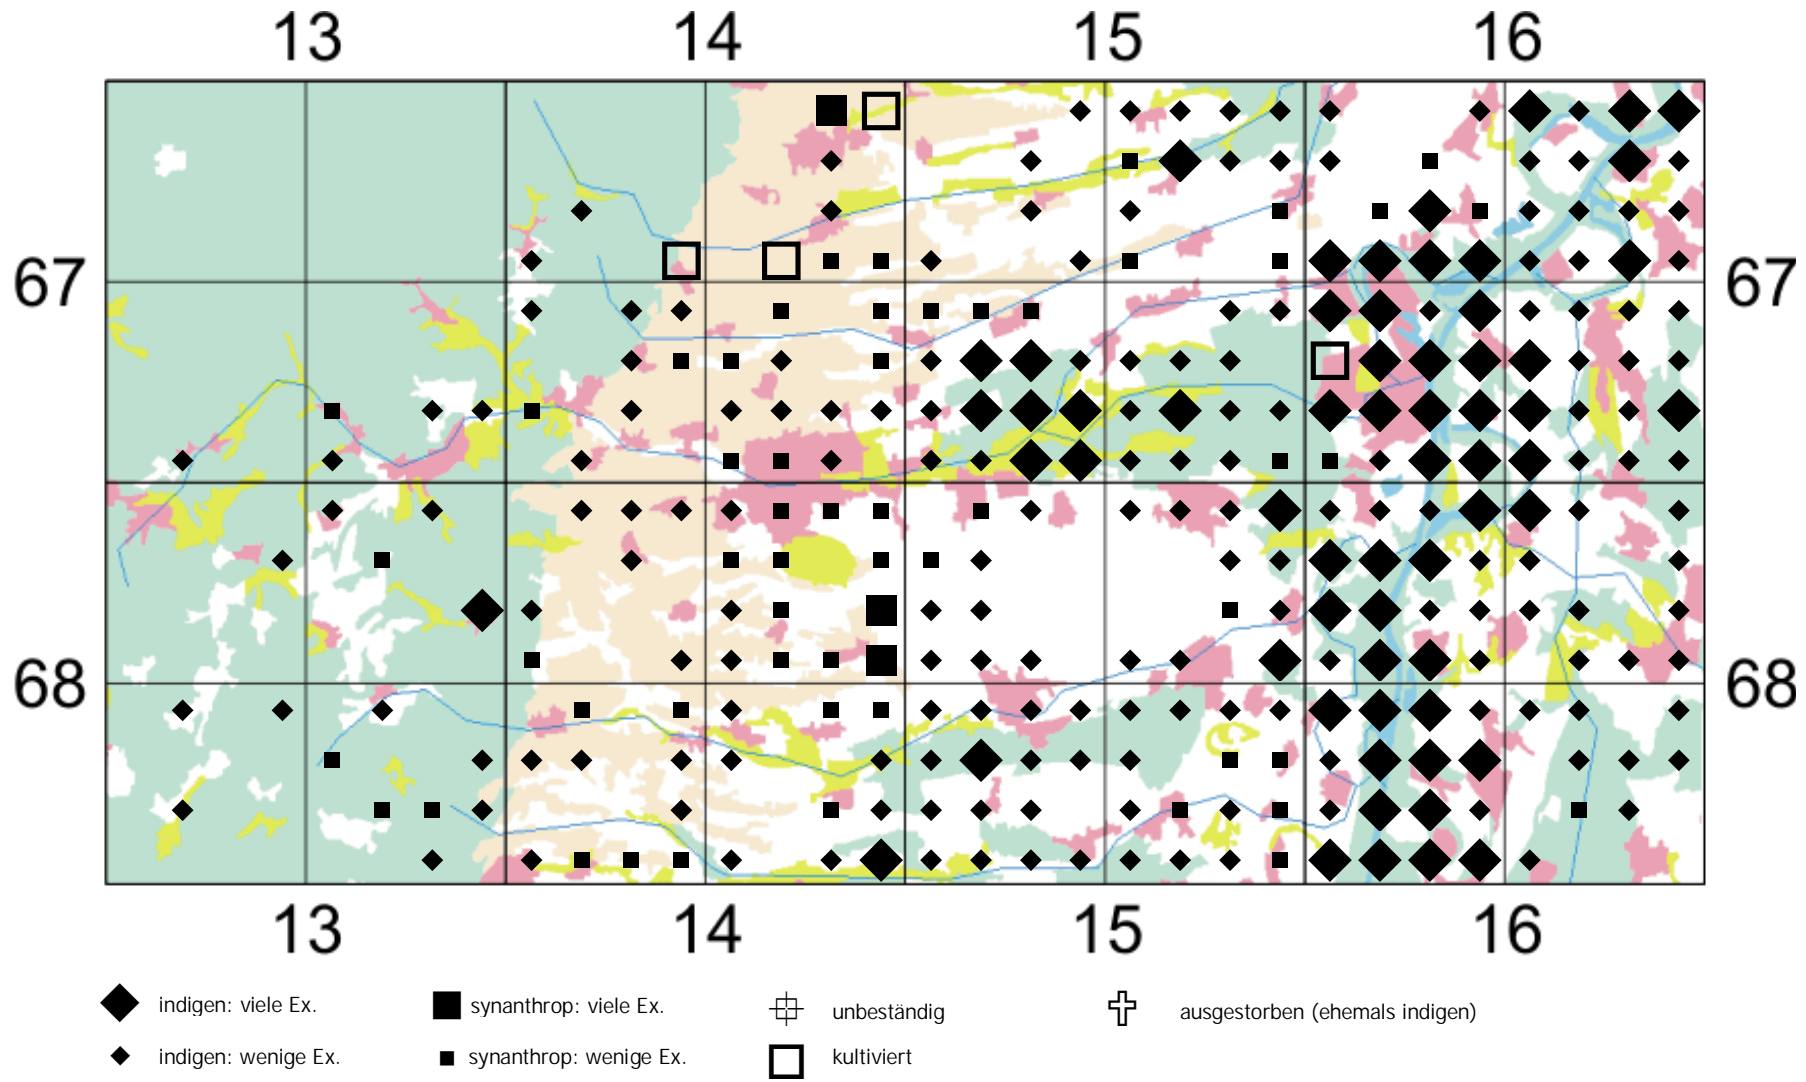 13 14 15 16
67 67
68 68
13 14 15 16
indigen: viele Ex. synanthrop: viele Ex. unbeständig ausgestorben (ehemals indigen)
indigen: wenige Ex. synanthrop: wenige Ex. kultiviert